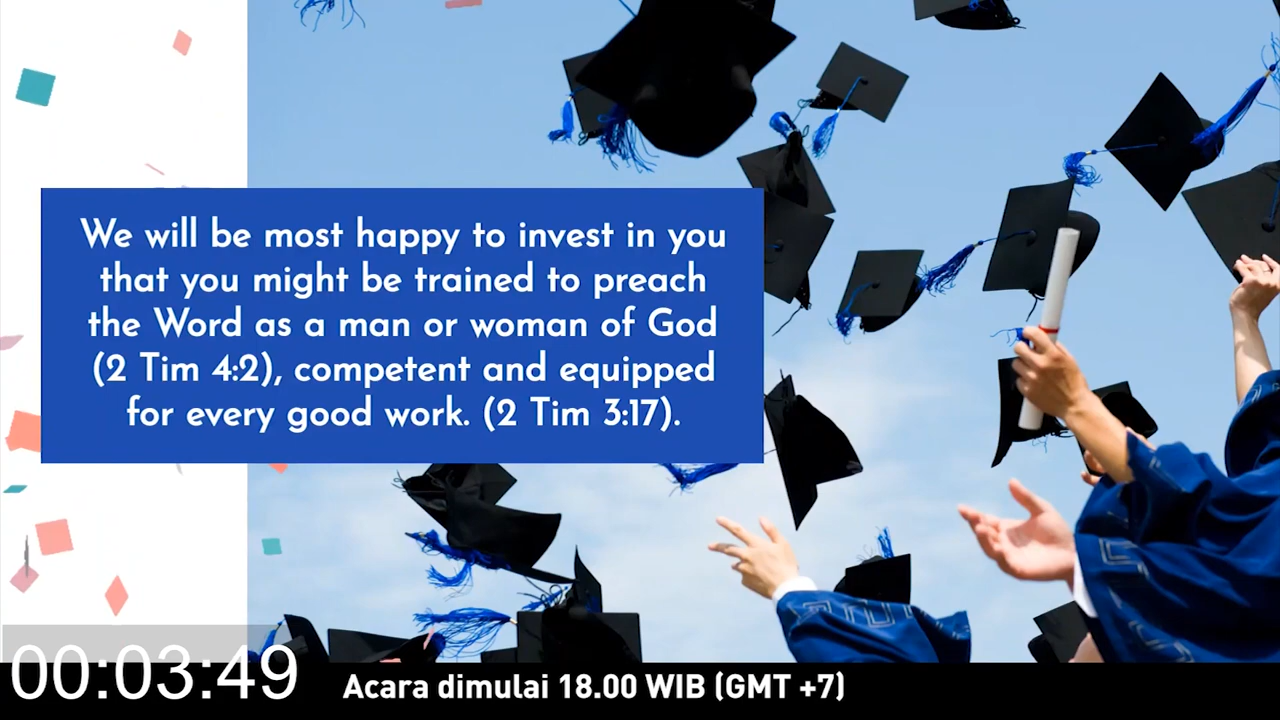 We will be most happy to invest in you
that you might be trained to preach
the Word as a man or woman of God
(2 Tim 4:2), competent and equipped
for every good work. (2 Tim 3:17).
00:03:49
Acara dimulai 18.00 WIB (GMT +7)